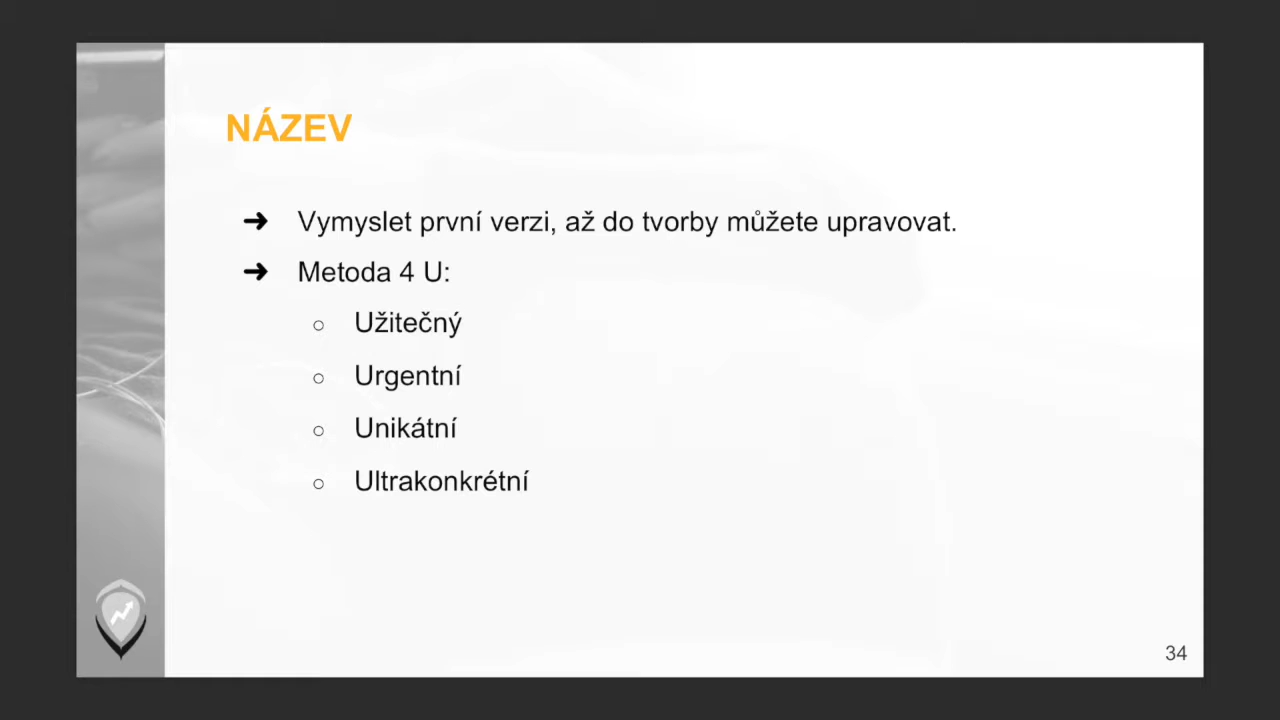 NÁZEV
➜ Vymyslet první verzi, až do tvorby můžete upravovat.
➜ Metoda 4 U:
○ Užitečný
○ Urgentní
○ Unikátní
○ Ultrakonkrétní
34